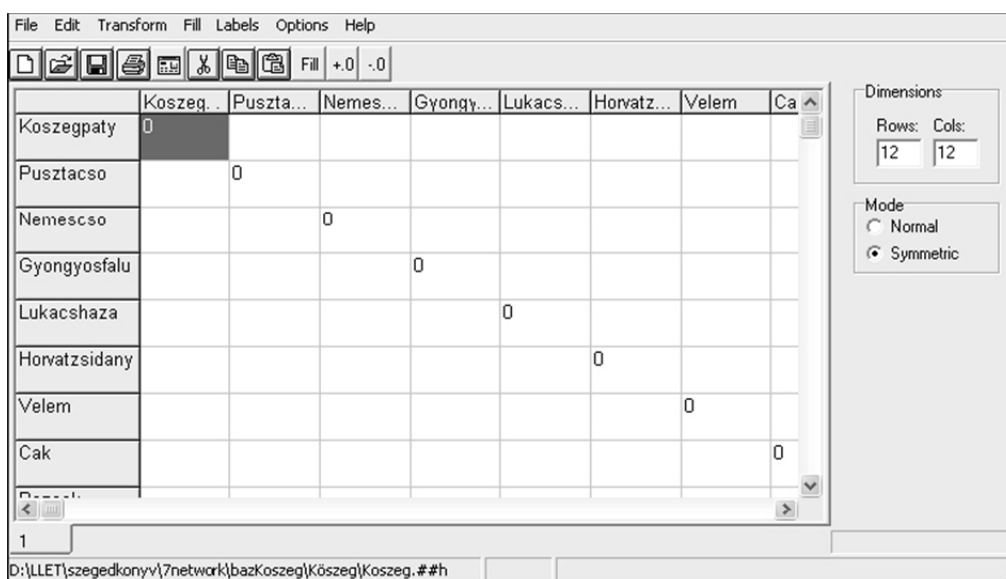 File Edit Transform Fill Labels Options Help
Fill +.0 -.0
Koszeg. . Puszta... Nemes... Gyongy... Lukacs... Horvatz... Velem Ca
Koszegpaty 0
Pusztacso 0
Nemescso 0
Gyongyosfalu 0
Lukacshaza 0
Horvatzsidany 0
Velem 0
Cak 0
Dimensions
Rows: Cols:
12 12
Mode
Normal
Symmetric
1
D:\LLET\szegedkonyv\7network\bazKoszeg\Köszeg\Koszeg.##h